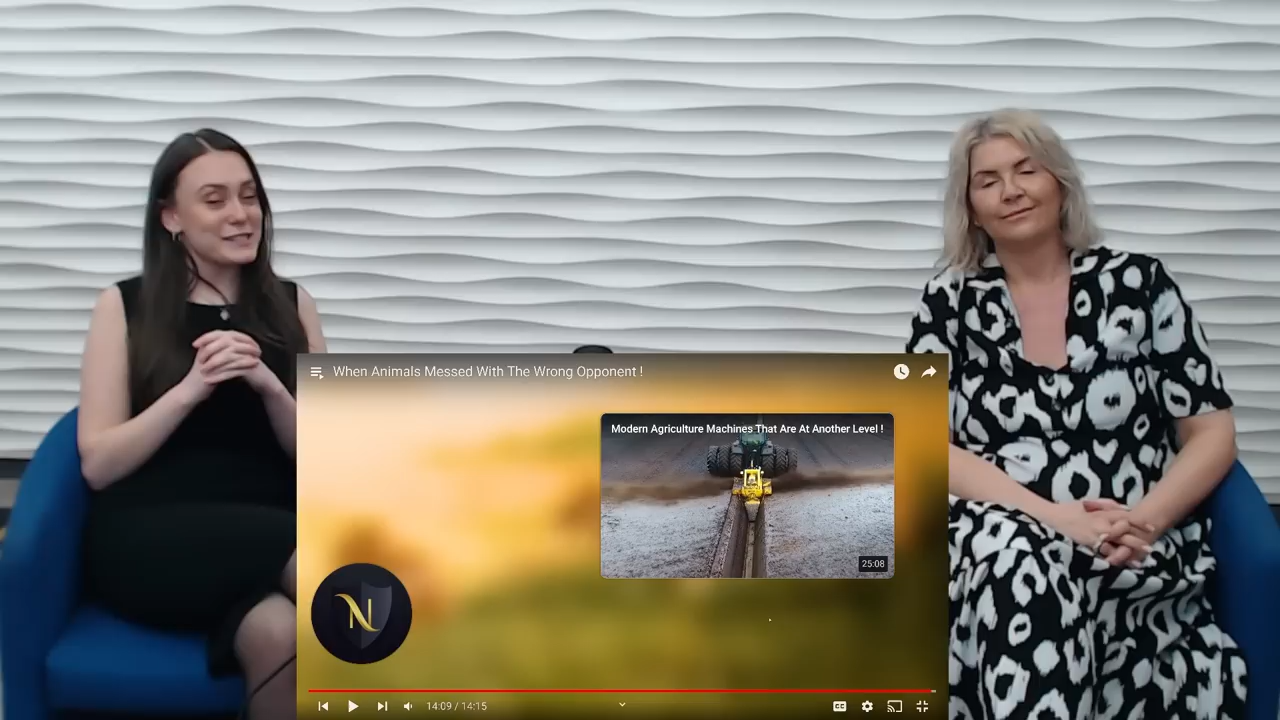 When Animals Messed With The Wrong Opponent !
Modern Agriculture Machines That Are At Another Level !
25:08
N
14:09 / 14:15
CC